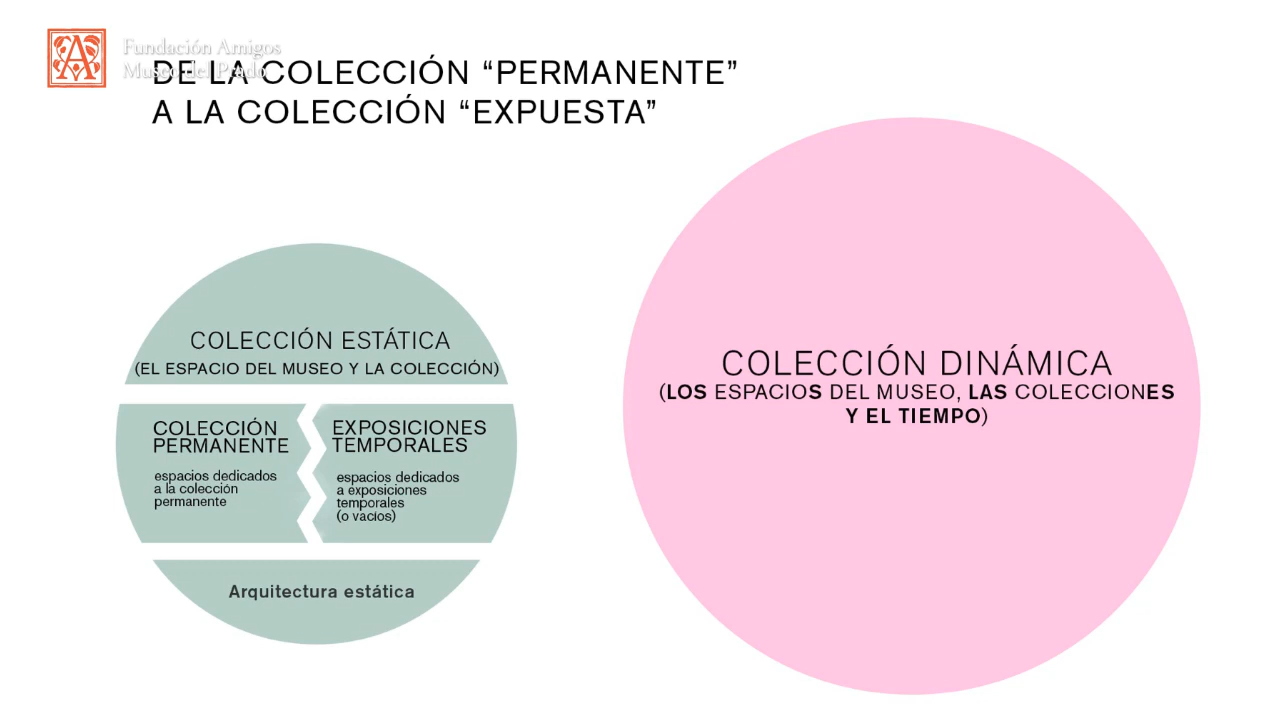 Fundación Amigos
Museo del Prado
DE LA COLECCIÓN “PERMANENTE”
A LA COLECCIÓN “EXPUESTA”
COLECCIÓN ESTÁTICA
(EL ESPACIO DEL MUSEO Y LA COLECCIÓN)
COLECCIÓN
PERMANENTE
espacios dedicados
a la colección
permanente
EXPOSICIONES
TEMPORALES
espacios dedicados
a exposiciones
temporales
(o vacíos)
Arquitectura estática
COLECCIÓN DINÁMICA
(LOS ESPACIOS DEL MUSEO, LAS COLECCIONES
Y EL TIEMPO)